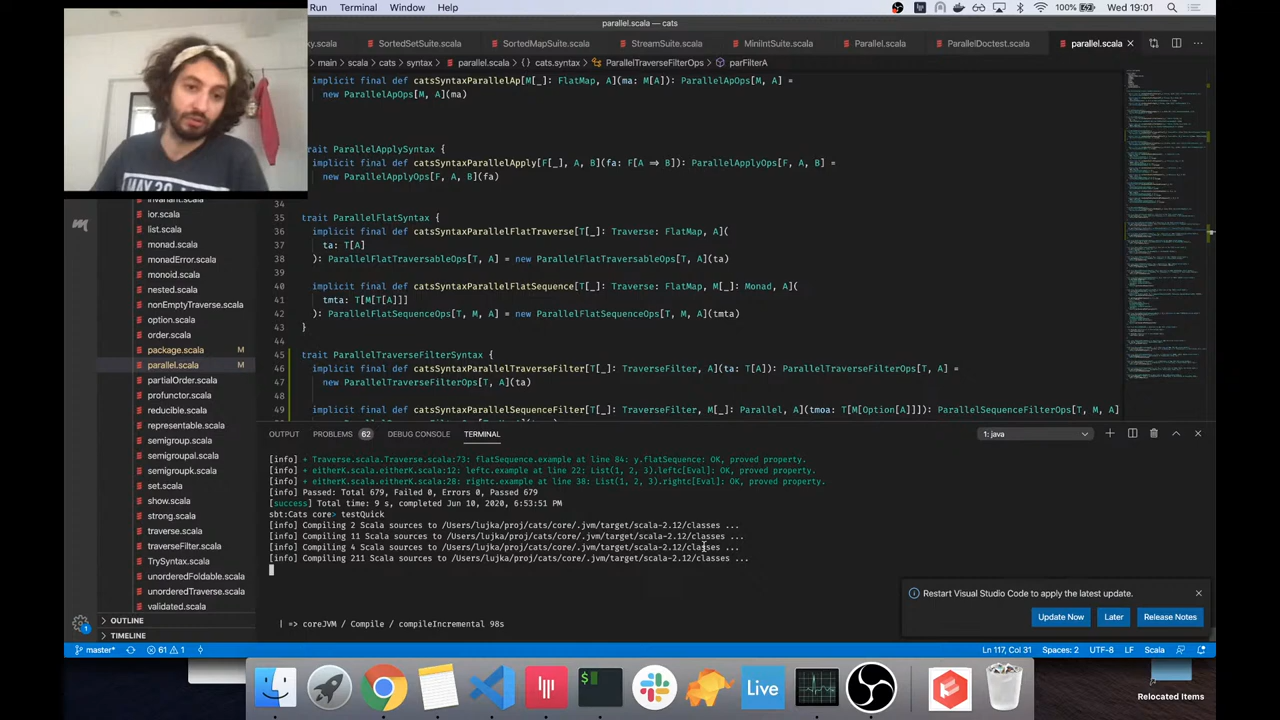 Run Terminal Window Help
100% Wed 19:01
parallel.scala — cats
xy.scala SortedSetSuite.scala SortedMapSuite.scala StreamSuite.scala MiniIntSuite.scala Parallel.scala ParallelDoctest.scala parallel.scala
main › scala › cats › syntax › parallel.scala › {} cats.syntax › ParallelTraverseFilterOps › parFilterA
implicit final def catsSyntaxParallelAp[M[_]: FlatMap, A](ma: M[A]): ParallelApOps[M, A] =
new ParallelApOps[M, A](ma)
rait ParallelApplySyntax {
implicit final def catsSyntaxParallelApply[F[_], A, B](fa: F[A ⇒ B]): ParallelApplyOps[F, A, B] =
new ParallelApplyOps[F, A, B](fa)
}
34
35 trait ParallelFlatSyntax {
36 implicit final def catsSyntaxParallelFlatTraverse[T[_]: Traverse: FlatMap, A](
37 ta: T[A]
38 ): ParallelFlatTraversableOps[T, A] = new ParallelFlatTraversableOps[T, A](ta)
39
40 implicit final def catsSyntaxParallelFlatSequence[T[_]: Traverse: FlatMap, M[_]: Monad, A](
41 tmta: T[M[T[A]]]
42 ): ParallelFlatSequenceOps[T, M, A] = new ParallelFlatSequenceOps[T, M, A](tmta)
43 }
44
45 trait ParallelTraverseFilterSyntax {
46 implicit final def catsSyntaxParallelTraverseFilter[T[_]: TraverseFilter, A](ta: T[A]): ParallelTraverseFilterOps[T, A] =
47 new ParallelTraverseFilterOps[T, A](ta)
48
49 implicit final def catsSyntaxParallelSequenceFilter[T[_]: TraverseFilter, M[_]: Parallel, A](tmoa: T[M[Option[A]]]): ParallelSequenceFilterOps[T, M, A]
invariant.scala
ior.scala
list.scala
monad.scala
monadError.scala
monoid.scala
nested.scala
nonEmptyTraverse.scala
option.scala
order.scala
package.scala M
parallel.scala M
partialOrder.scala
profunctor.scala
reducible.scala
representable.scala
semigroup.scala
semigroupal.scala
semigroupk.scala
set.scala
show.scala
strong.scala
traverse.scala
traverseFilter.scala
TrySyntax.scala
unorderedFoldable.scala
unorderedTraverse.scala
validated.scala
OUTLINE
TIMELINE
OUTPUT PROBLEMS 62 DEBUG CONSOLE TERMINAL 1: java
[info] + Traverse.scala.Traverse.scala:73: flatSequence.example at line 84: y.flatSequence: OK, proved property.
[info] + eitherK.scala.eitherK.scala:12: leftc.example at line 22: List(1, 2, 3).leftc[Eval]: OK, proved property.
[info] + eitherK.scala.eitherK.scala:28: rightc.example at line 38: List(1, 2, 3).rightc[Eval]: OK, proved property.
[info] Passed: Total 679, Failed 0, Errors 0, Passed 679
[success] Total time: 9 s, completed Jun 10, 2020, 6:53:51 PM
sbt:Cats core> testQuick
[info] Compiling 2 Scala sources to /Users/lujka/proj/cats/core/.jvm/target/scala-2.12/classes ...
[info] Compiling 11 Scala sources to /Users/lujka/proj/cats/core/.jvm/target/scala-2.12/classes ...
[info] Compiling 4 Scala sources to /Users/lujka/proj/cats/core/.jvm/target/scala-2.12/classes ...
[info] Compiling 211 Scala sources to /Users/lujka/proj/cats/core/.jvm/target/scala-2.12/classes ...
| => coreJVM / Compile / compileIncremental 98s
Restart Visual Studio Code to apply the latest update.
Update Now Later Release Notes
1
master* 61 1 Ln 117, Col 31 Spaces: 2 UTF-8 LF Scala
$ Live
Relocated Items